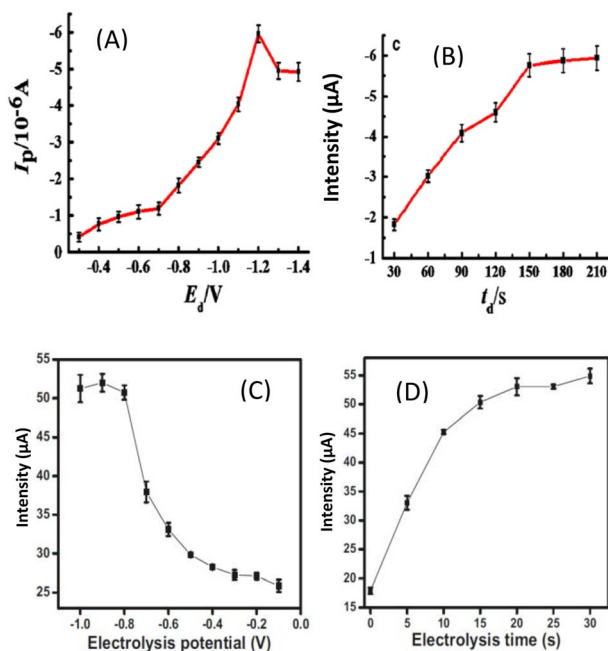 (A)
Ip/10⁻⁶A
-6
-5
-4
-3
-2
-1
0
-0.4 -0.6 -0.8 -1.0 -1.2 -1.4
Ed/V
c
(B)
Intensity (μA)
-6
-5
-4
-3
-2
-1
30 60 90 120 150 180 210
td/s
(C)
Intensity (μA)
55
50
45
40
35
30
25
-1.0 -0.8 -0.6 -0.4 -0.2 0.0
Electrolysis potential (V)
(D)
Intensity (μA)
55
50
45
40
35
30
25
20
15
0 5 10 15 20 25 30
Electrolysis time (s)